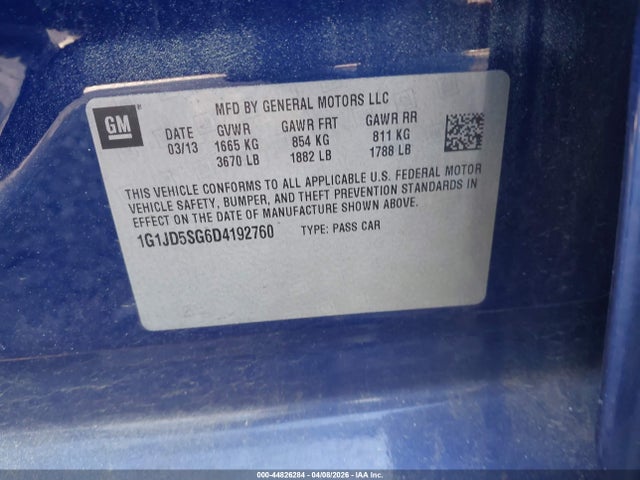 GM
MFD BY GENERAL MOTORS LLC
DATE GVWR GAWR FRT GAWR RR
03/13 1665 KG 854 KG 811 KG
3670 LB 1882 LB 1788 LB
THIS VEHICLE CONFORMS TO ALL APPLICABLE U.S. FEDERAL MOTOR
VEHICLE SAFETY, BUMPER, AND THEFT PREVENTION STANDARDS IN
EFFECT ON THE DATE OF MANUFACTURE SHOWN ABOVE.
1G1JD5SG6D4192760 TYPE: PASS CAR
000-44826284 - 04/08/2026 - IAA Inc.